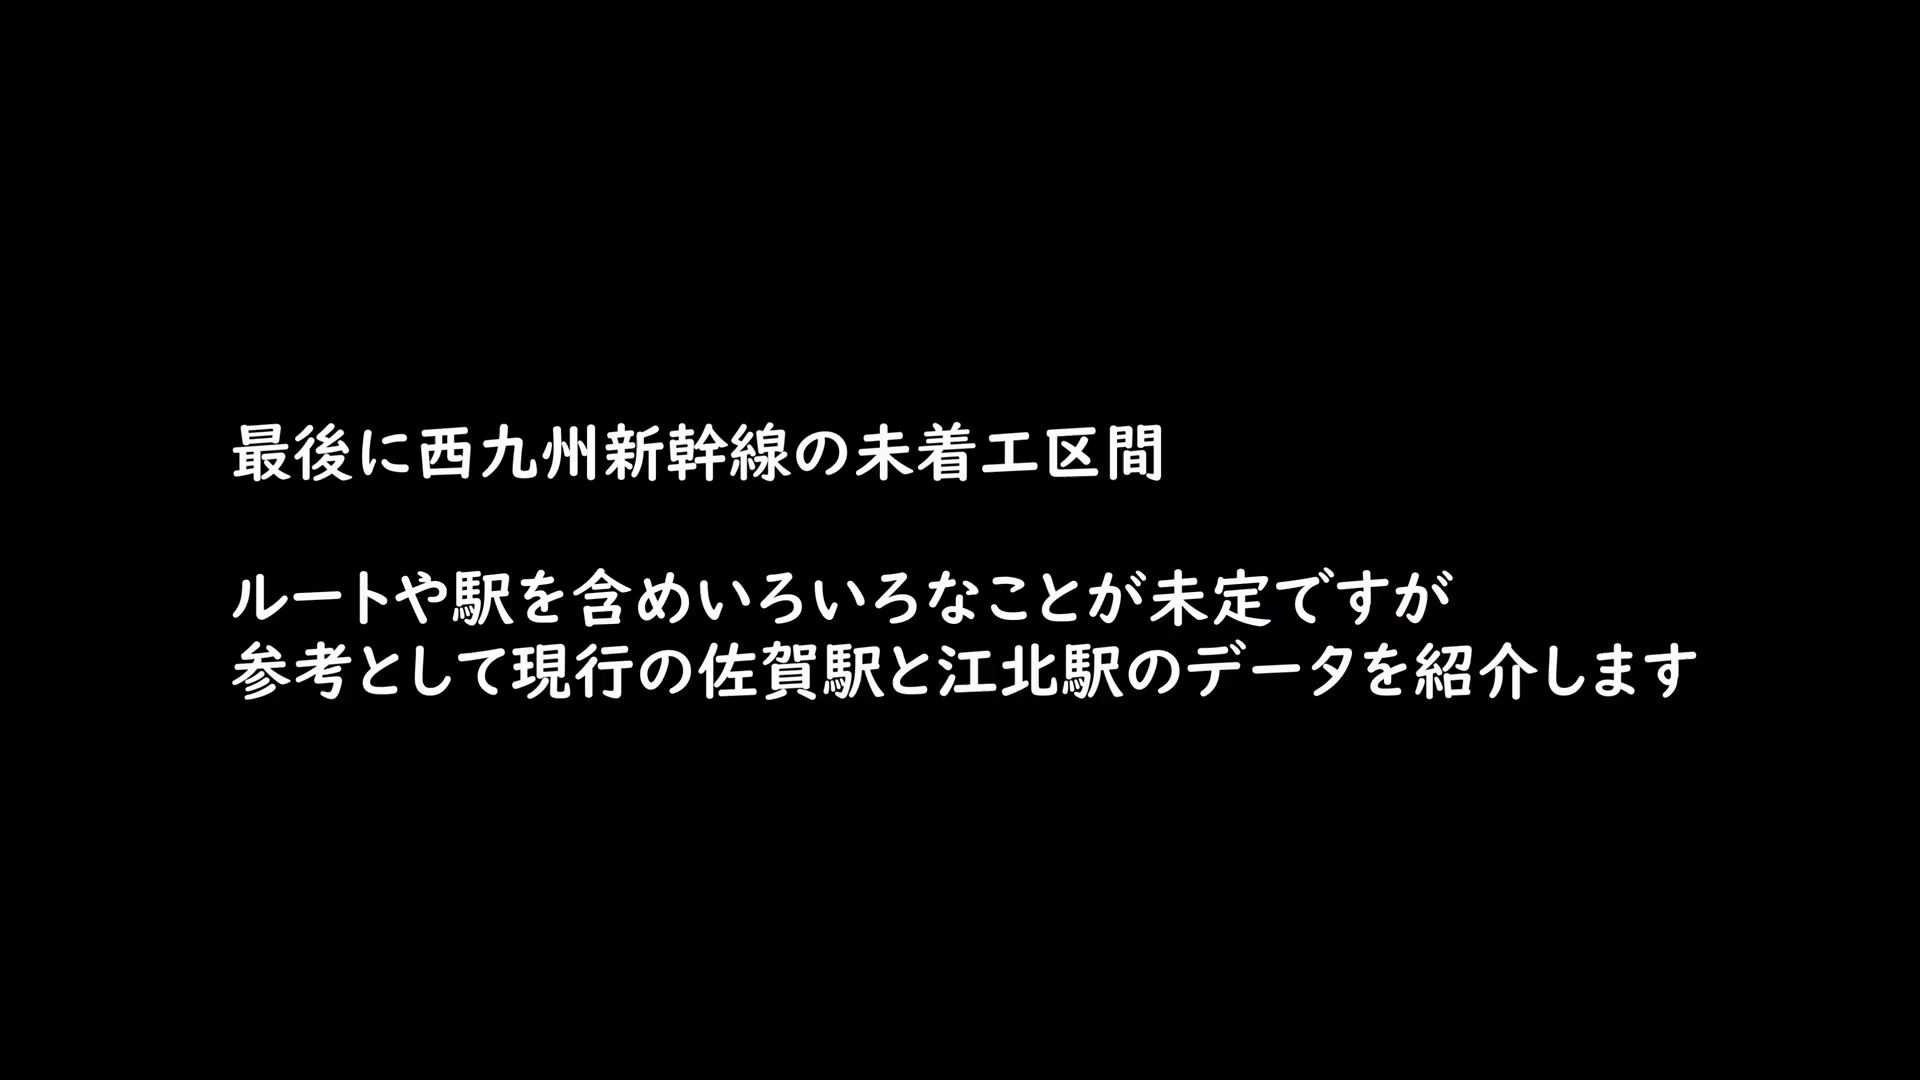 最後に西九州新幹線の未着工区間
ルートや駅を含めいろいろなことが未定ですが
参考として現行の佐賀駅と江北駅のデータを紹介します